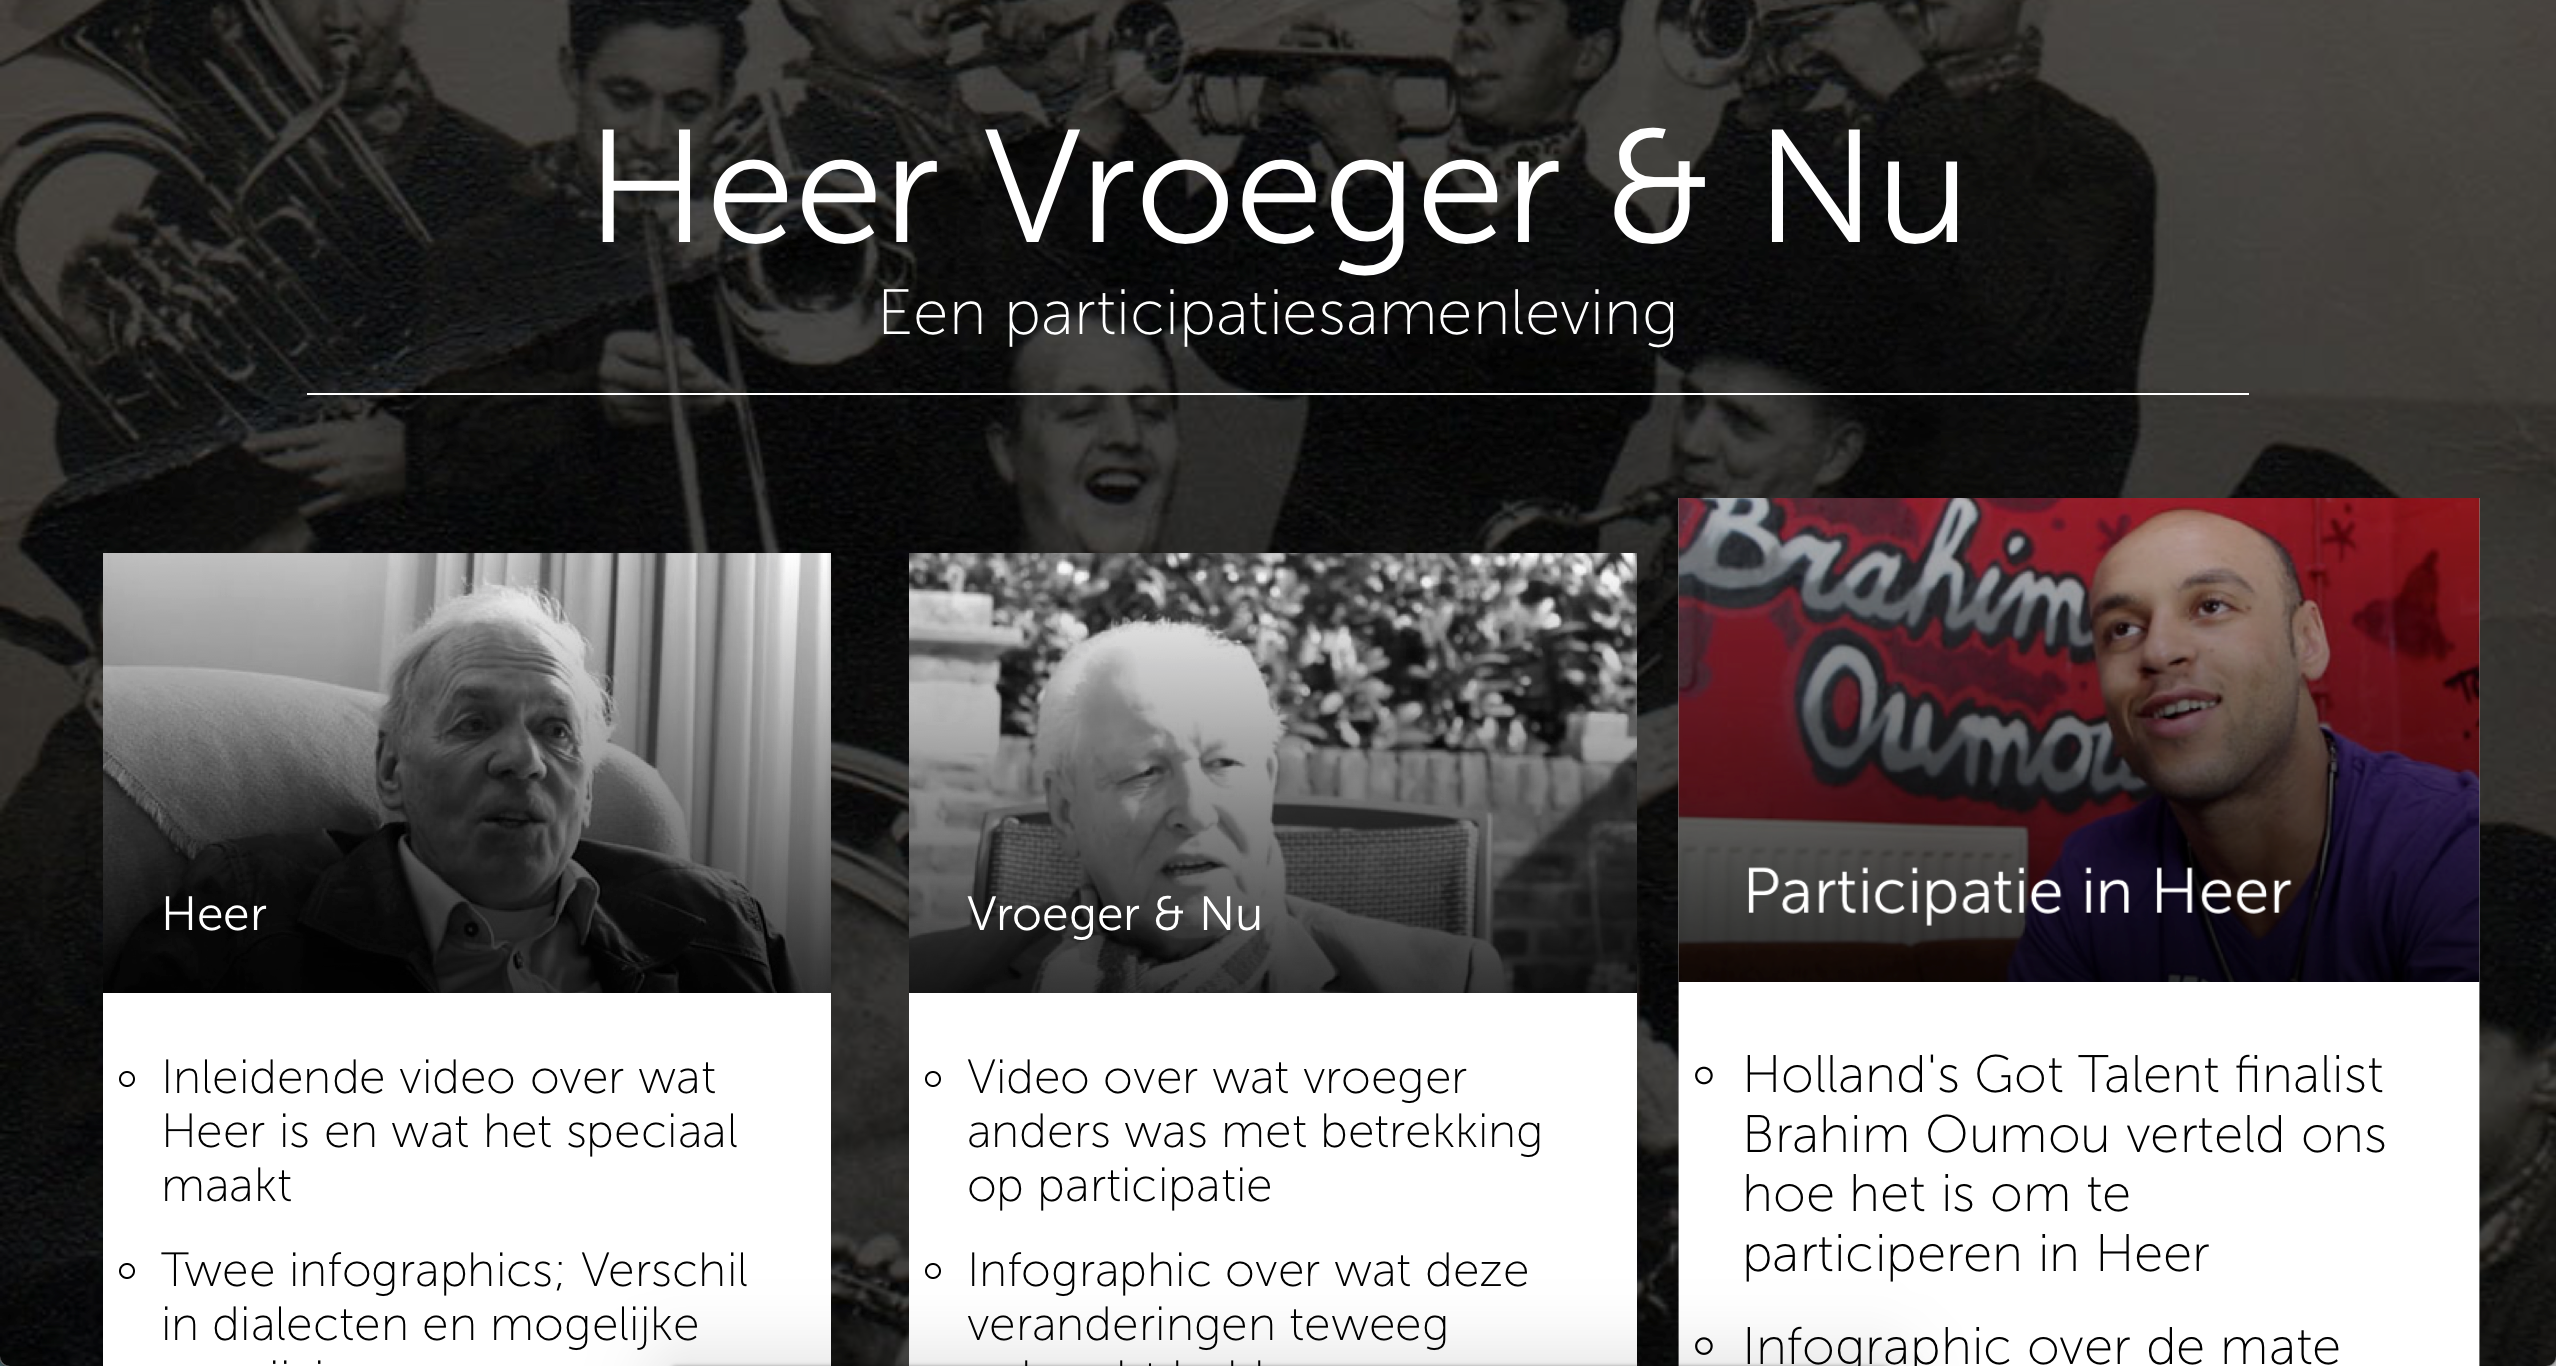 Heer Vroeger & Nu
Een participatiesamenleving
Heer
Inleidende video over wat
Heer is en wat het speciaal
maakt
Twee infographics; Verschil
in dialecten en mogelijke
Vroeger & Nu
Video over wat vroeger
anders was met betrekking
op participatie
Infographic over wat deze
veranderingen teweeg
Brahim
Oumou
Participatie in Heer
Holland's Got Talent finalist
Brahim Oumou verteld ons
hoe het is om te
participeren in Heer
Infographic over de mate